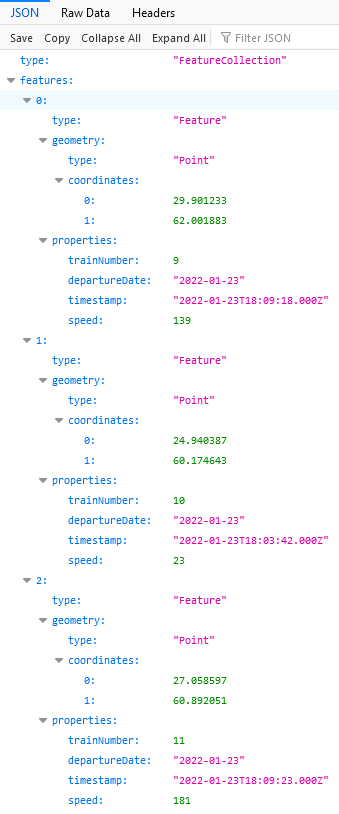 JSON Raw Data Headers
Save Copy Collapse All Expand All Filter JSON
type: "FeatureCollection"
features:
0:
type: "Feature"
geometry:
type: "Point"
coordinates:
0: 29.901233
1: 62.001883
properties:
trainNumber: 9
departureDate: "2022-01-23"
timestamp: "2022-01-23T18:09:18.000Z"
speed: 139
1:
type: "Feature"
geometry:
type: "Point"
coordinates:
0: 24.940387
1: 60.174643
properties:
trainNumber: 10
departureDate: "2022-01-23"
timestamp: "2022-01-23T18:03:42.000Z"
speed: 23
2:
type: "Feature"
geometry:
type: "Point"
coordinates:
0: 27.058597
1: 60.892051
properties:
trainNumber: 11
departureDate: "2022-01-23"
timestamp: "2022-01-23T18:09:23.000Z"
speed: 181